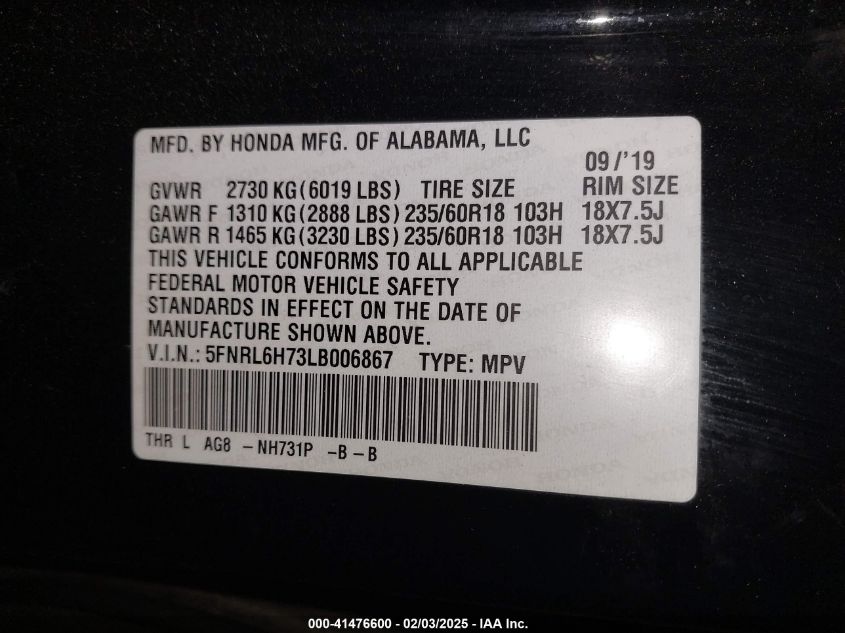 MFD. BY HONDA MFG. OF ALABAMA, LLC
09/'19
GVWR 2730 KG(6019 LBS) TIRE SIZE RIM SIZE
GAWR F 1310 KG(2888 LBS) 235/60R18 103H 18X7.5J
GAWR R 1465 KG(3230 LBS) 235/60R18 103H 18X7.5J
THIS VEHICLE CONFORMS TO ALL APPLICABLE
FEDERAL MOTOR VEHICLE SAFETY
STANDARDS IN EFFECT ON THE DATE OF
MANUFACTURE SHOWN ABOVE.
V.I.N.: 5FNRL6H73LB006867 TYPE: MPV
THR L AG8 -NH731P -B-B
000-41476600 - 02/03/2025 - IAA Inc.